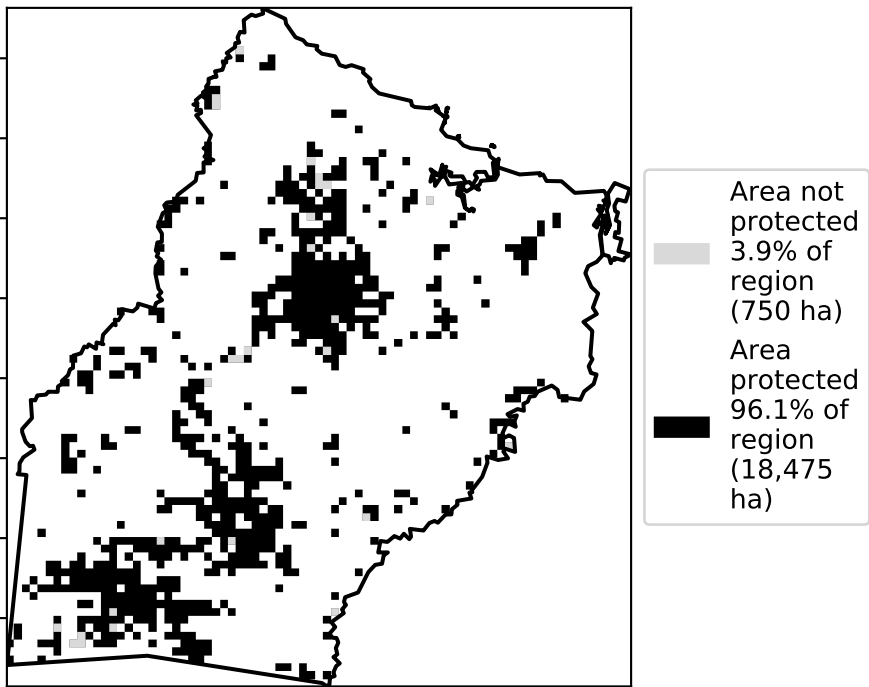 Area not
protected
3.9% of
region
(750 ha)
Area
protected
96.1% of
region
(18,475
ha)